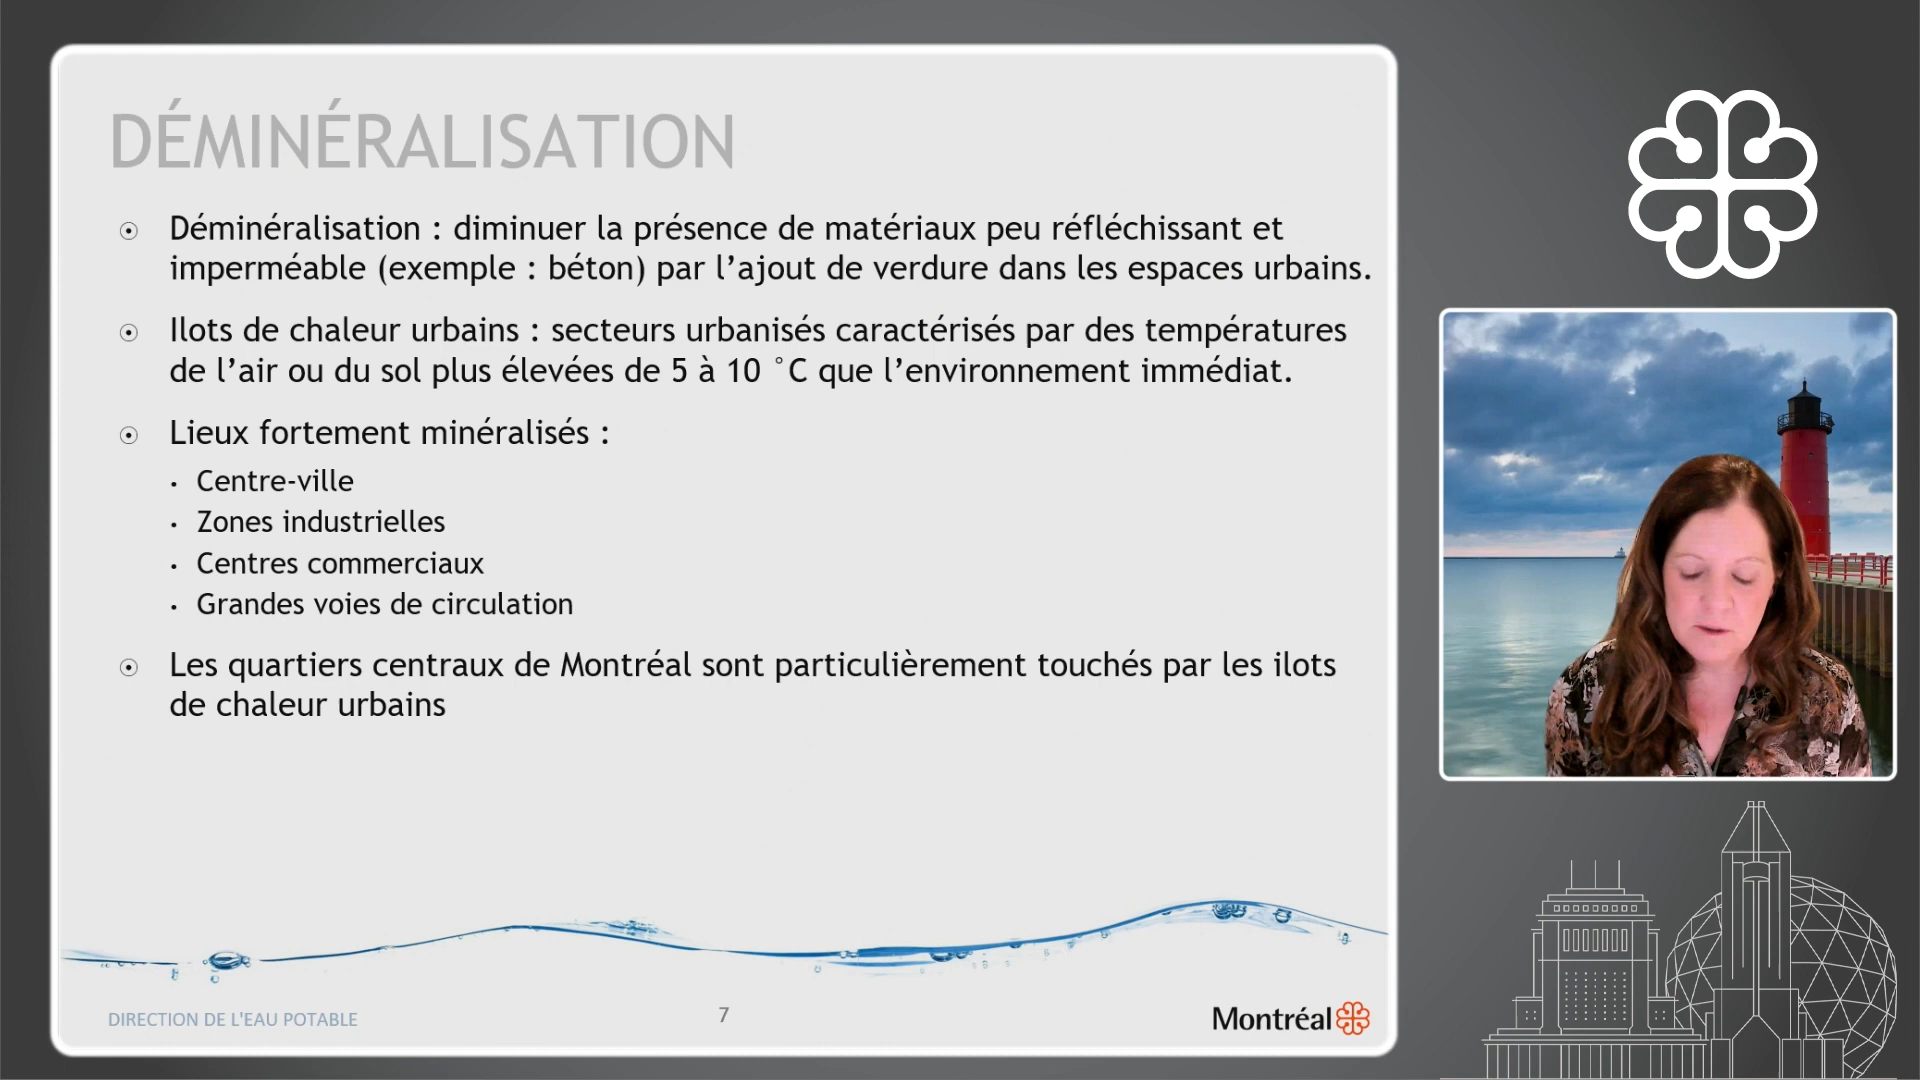 DÉMINÉRALISATION
Déminéralisation : diminuer la présence de matériaux peu réfléchissant et
imperméable (exemple : béton) par l’ajout de verdure dans les espaces urbains.
Ilots de chaleur urbains : secteurs urbanisés caractérisés par des températures
de l’air ou du sol plus élevées de 5 à 10 °C que l’environnement immédiat.
Lieux fortement minéralisés :
Centre-ville
Zones industrielles
Centres commerciaux
Grandes voies de circulation
Les quartiers centraux de Montréal sont particulièrement touchés par les ilots
de chaleur urbains
DIRECTION DE L'EAU POTABLE
7
Montréal